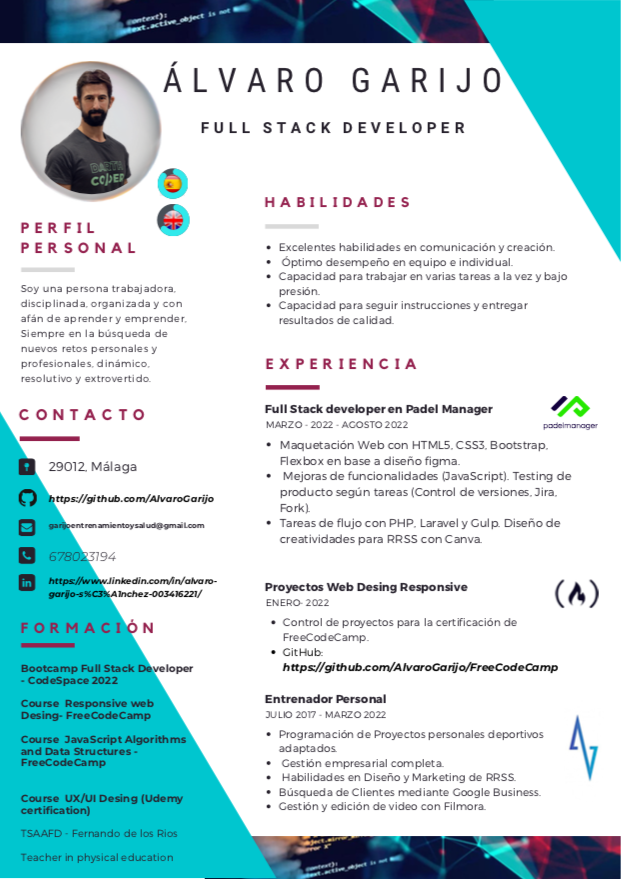 context):
text.active_object is not
ÁLVARO GARIJO
FULL STACK DEVELOPER
DARTH
CODER
PERFIL
PERSONAL
Soy una persona trabajadora,
disciplinada, organizada y con
afán de aprender y emprender.
Siempre en la búsqueda de
nuevos retos personales y
profesionales, dinámico,
resolutivo y extrovertido.
CONTACTO
29012, Málaga
https://github.com/AlvaroGarijo
garijoentrenamientoysalud@gmail.com
678023194
in
https://www.linkedin.com/in/alvaro-
garijo-s%C3%A1nchez-003416221/
FORMACIÓN
Bootcamp Full Stack Developer
- CodeSpace 2022
Course Responsive web
Desing- FreeCodeCamp
Course JavaScript Algorithms
and Data Structures -
FreeCodeCamp
Course UX/UI Desing (Udemy
certification)
TSAAFD - Fernando de los Rios
Teacher in physical education
HABILIDADES
• Excelentes habilidades en comunicación y creación.
• Óptimo desempeño en equipo e individual.
• Capacidad para trabajar en varias tareas a la vez y bajo
presión.
• Capacidad para seguir instrucciones y entregar
resultados de calidad.
EXPERIENCIA
Full Stack developer en Padel Manager
MARZO - 2022 - AGOSTO 2022
padelmanager
• Maquetación Web con HTML5, CSS3, Bootstrap,
Flexbox en base a diseño figma.
• Mejoras de funcionalidades (JavaScript). Testing de
producto según tareas (Control de versiones, Jira,
Fork).
• Tareas de flujo con PHP, Laravel y Gulp. Diseño de
creatividades para RRSS con Canva.
Proyectos Web Desing Responsive
ENERO- 2022
• Control de proyectos para la certificación de
FreeCodeCamp.
• GitHub:
https://github.com/AlvaroGarijo/FreeCodeCamp
Entrenador Personal
JULIO 2017 - MARZO 2022
• Programación de Proyectos personales deportivos
adaptados.
• Gestión empresarial completa.
• Habilidades en Diseño y Marketing de RRSS.
• Búsqueda de Clientes mediante Google Business.
• Gestión y edición de video con Filmora.